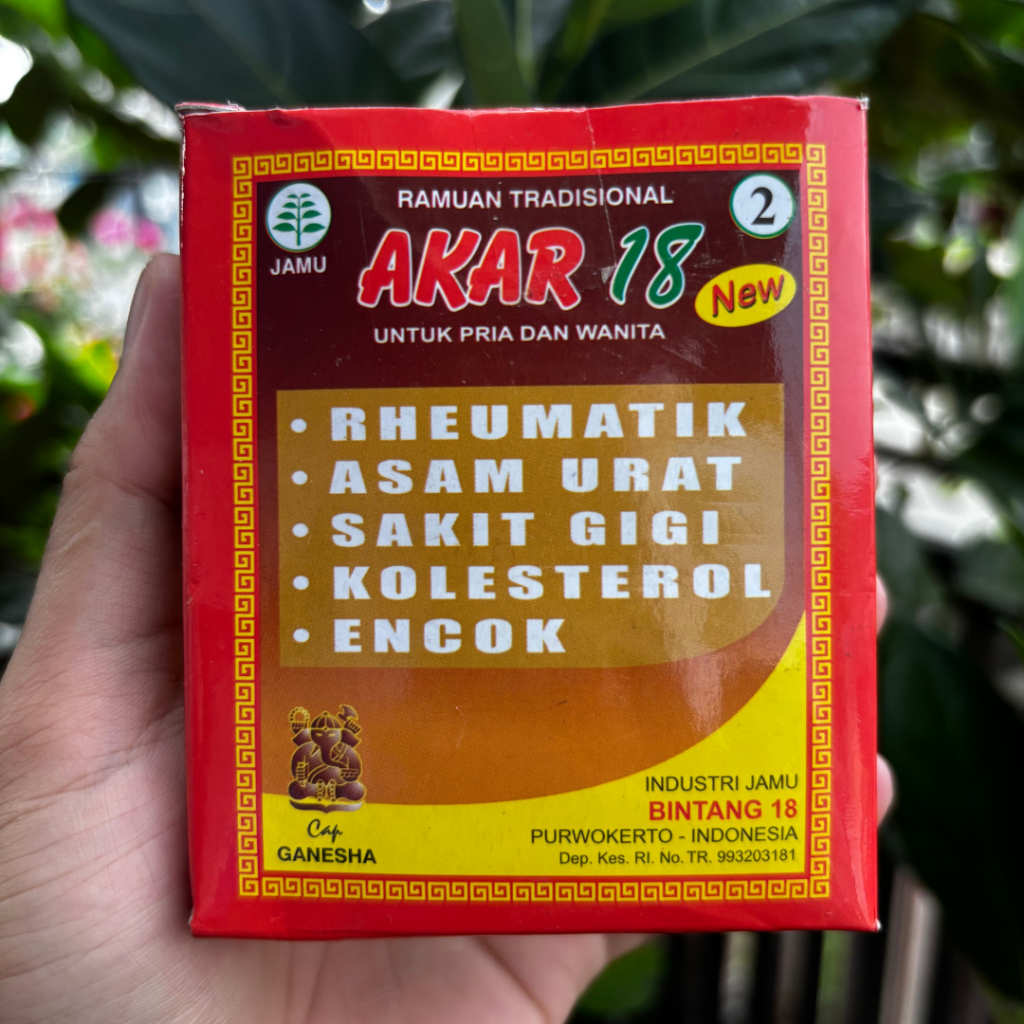 RAMUAN TRADISIONAL
2
JAMU
AKAR 18
New
UNTUK PRIA DAN WANITA
• RHEUMATIK
• ASAM URAT
• SAKIT GIGI
• KOLESTEROL
• ENCOK
Cap
GANESHA
INDUSTRI JAMU
BINTANG 18
PURWOKERTO - INDONESIA
Dep. Kes. RI. No. TR. 993203181